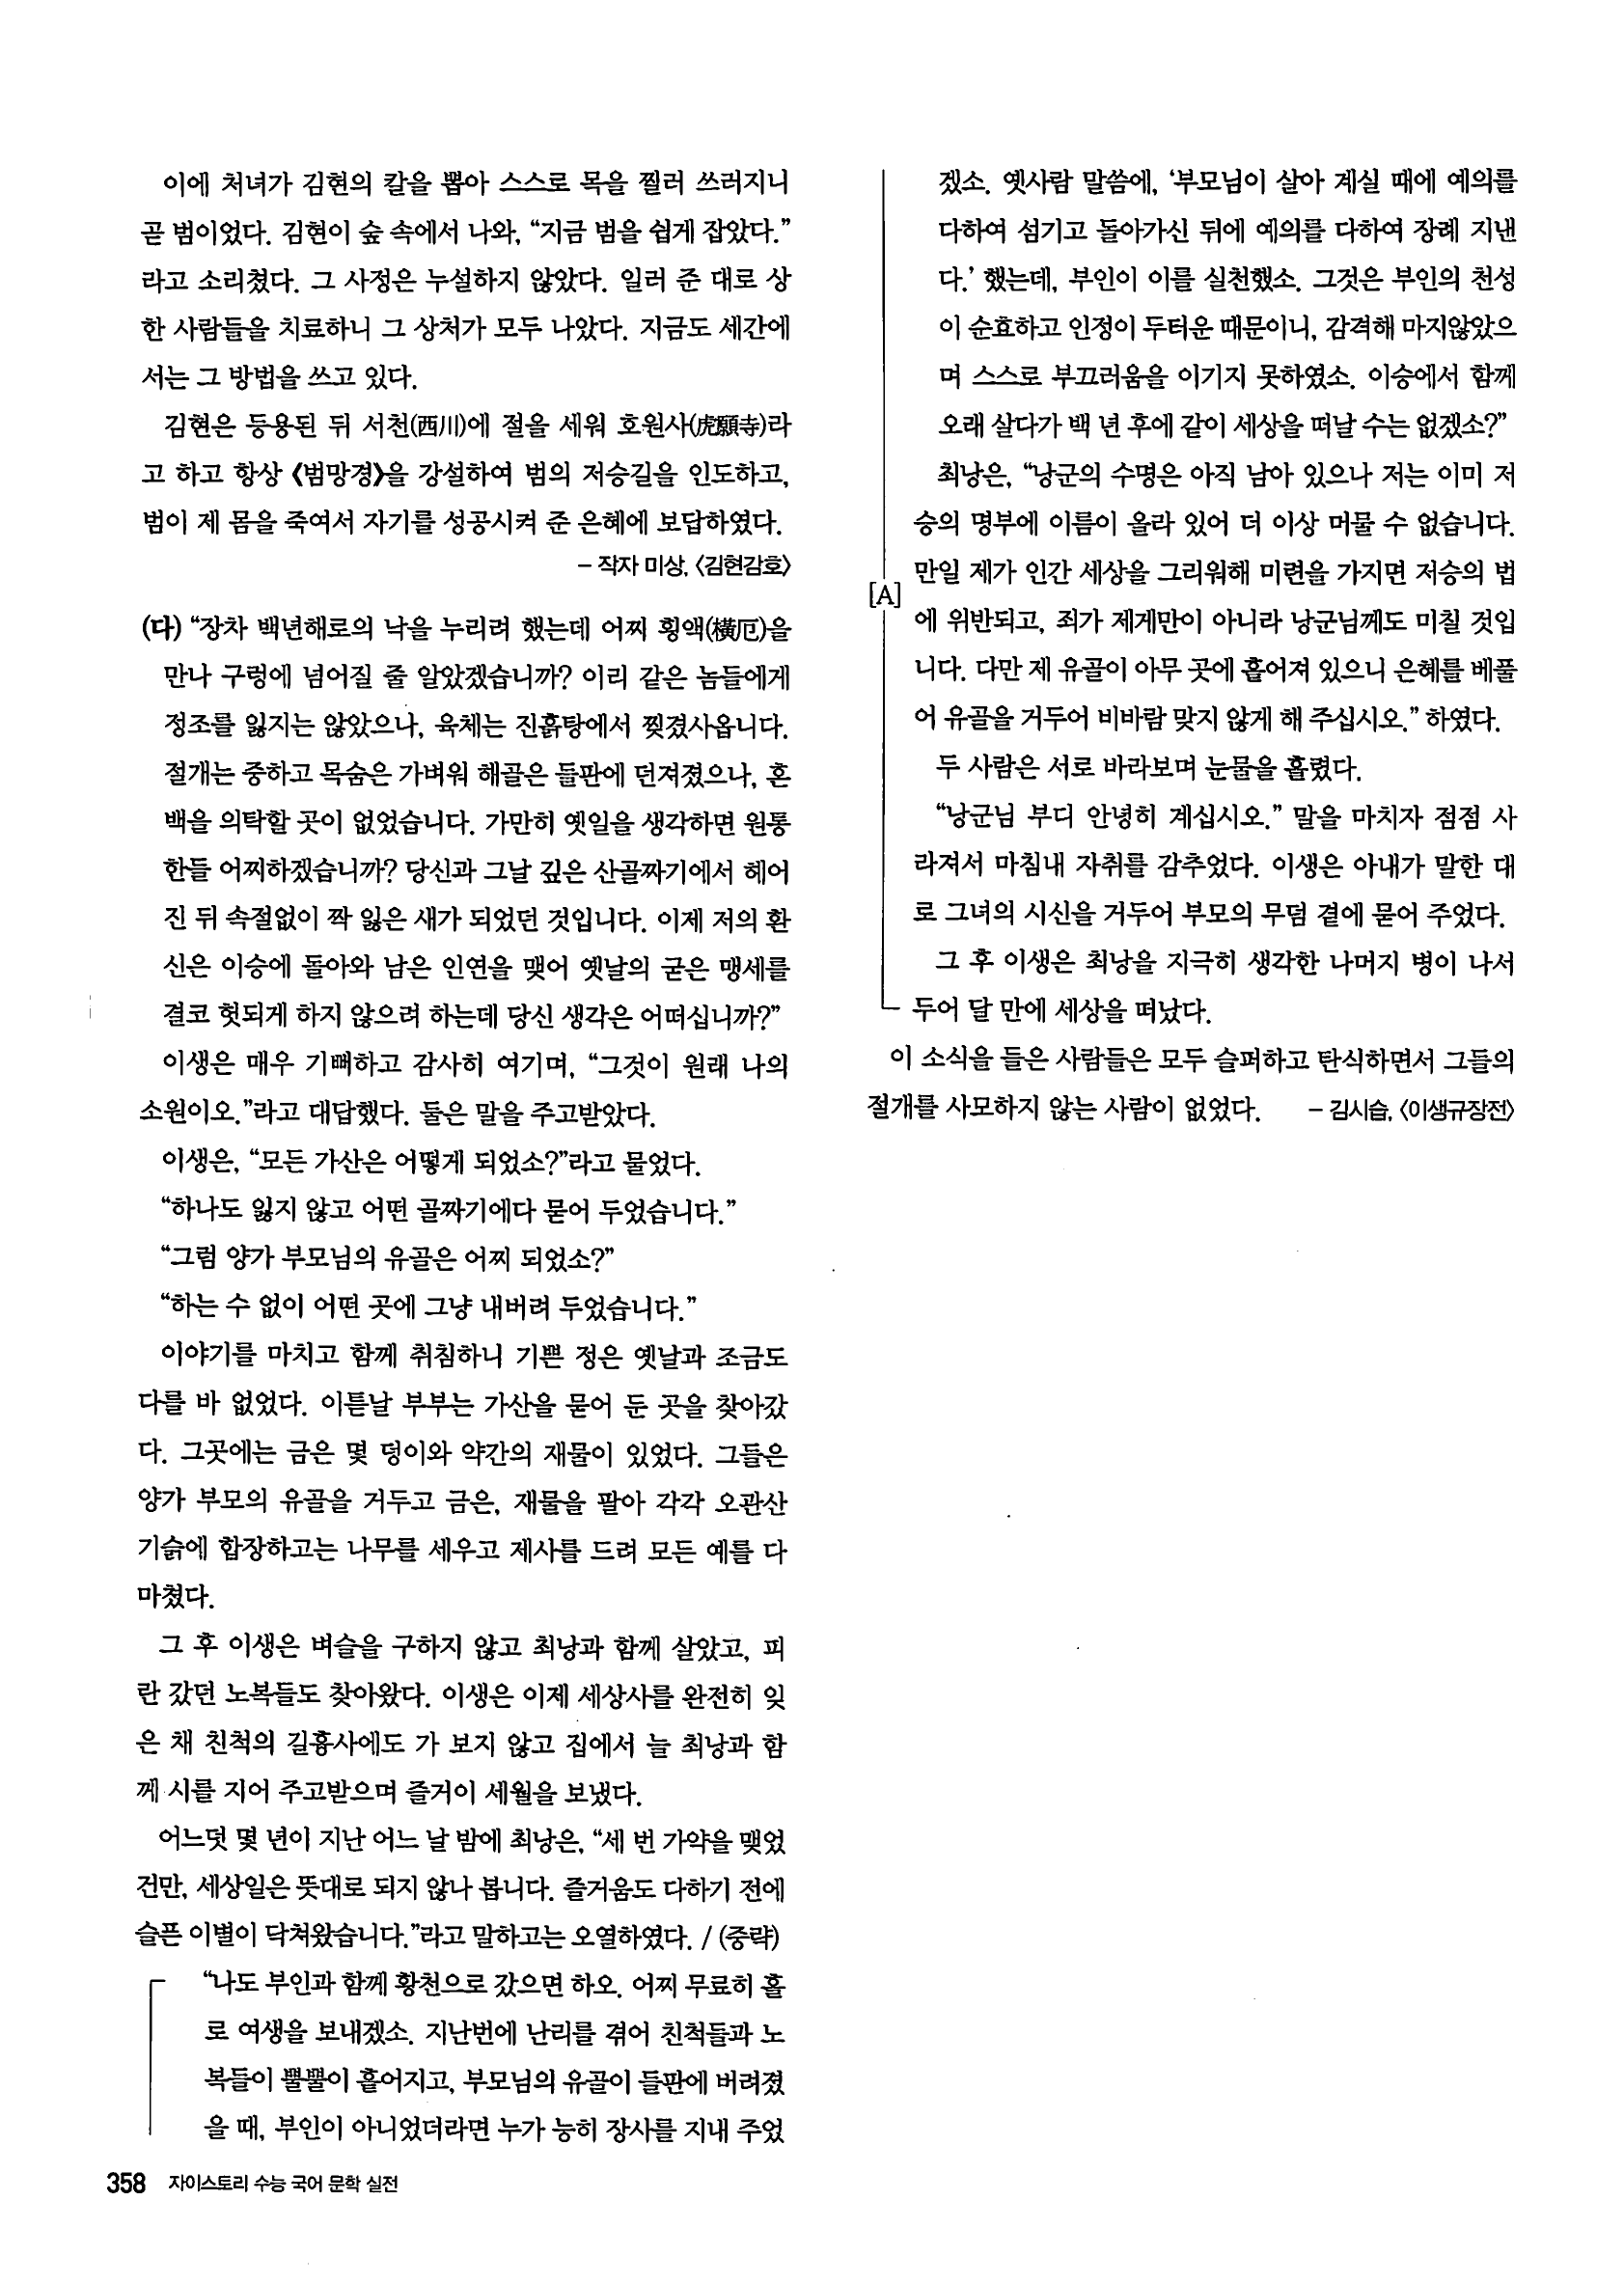 이에 처녀가 김현의 칼을 뽑아 스스로 목을 찔러 쓰러지니
곧 범이었다. 김현이 숲 속에서 나와, “지금 범을 쉽게 잡았다.”
라고 소리쳤다. 그 사정은 누설하지 않았다. 일러 준 대로 상
한 사람들을 치료하니 그 상처가 모두 나았다. 지금도 세간에
서는 그 방법을 쓰고 있다.
김현은 등용된 뒤 서천(西川)에 절을 세워 호원사(虎願寺)라
고 하고 항상 《범망경》을 강설하여 범의 저승길을 인도하고,
범이 제 몸을 죽여서 자기를 성공시켜 준 은혜에 보답하였다.
– 작자 미상, 〈김현감호〉
(다) “장차 백년해로의 낙을 누리려 했는데 어찌 횡액(橫厄)을
만나 구렁에 넘어질 줄 알았겠습니까? 이리 같은 놈들에게
정조를 잃지는 않았으나, 육체는 진흙탕에서 찢겼사옵니다.
절개는 중하고 목숨은 가벼워 해골은 들판에 던져졌으나, 혼
백을 의탁할 곳이 없었습니다. 가만히 옛일을 생각하면 원통
한들 어찌하겠습니까? 당신과 그날 깊은 산골짜기에서 헤어
진 뒤 속절없이 짝 잃은 새가 되었던 것입니다. 이제 저의 환
신은 이승에 돌아와 남은 인연을 맺어 옛날의 굳은 맹세를
결코 헛되게 하지 않으려 하는데 당신 생각은 어떠십니까?”
이생은 매우 기뻐하고 감사히 여기며, “그것이 원래 나의
소원이오.”라고 대답했다. 둘은 말을 주고받았다.
이생은, “모든 가산은 어떻게 되었소?”라고 물었다.
“하나도 잃지 않고 어떤 골짜기에다 묻어 두었습니다.”
“그럼 양가 부모님의 유골은 어찌 되었소?”
“하는 수 없이 어떤 곳에 그냥 내버려 두었습니다.”
이야기를 마치고 함께 취침하니 기쁜 정은 옛날과 조금도
다를 바 없었다. 이튿날 부부는 가산을 묻어 둔 곳을 찾아갔
다. 그곳에는 금은 몇 덩이와 약간의 재물이 있었다. 그들은
양가 부모의 유골을 거두고 금은, 재물을 팔아 각각 오관산
기슭에 합장하고는 나무를 세우고 제사를 드려 모든 예를 다
마쳤다.
그 후 이생은 벼슬을 구하지 않고 최낭과 함께 살았고, 피
란 갔던 노복들도 찾아왔다. 이생은 이제 세상사를 완전히 잊
은 채 친척의 길흉사에도 가 보지 않고 집에서 늘 최낭과 함
께 시를 지어 주고받으며 즐거이 세월을 보냈다.
어느덧 몇 년이 지난 어느 날 밤에 최낭은, “세 번 가약을 맺었
건만, 세상일은 뜻대로 되지 않나 봅니다. 즐거움도 다하기 전에
슬픈 이별이 닥쳐왔습니다.”라고 말하고는 오열하였다. / (중략)
“나도 부인과 함께 황천으로 갔으면 하오. 어찌 무료히 홀
로 여생을 보내겠소. 지난번에 난리를 겪어 친척들과 노
복들이 뿔뿔이 흩어지고, 부모님의 유골이 들판에 버려졌
을 때, 부인이 아니었더라면 누가 능히 장사를 지내 주었
358 자이스토리 수능 국어 문학 실전
겠소. 옛사람 말씀에, ‘부모님이 살아 계실 때에 예의를
다하여 섬기고 돌아가신 뒤에 예의를 다하여 장례 지낸
다.’ 했는데, 부인이 이를 실천했소. 그것은 부인의 천성
이 순효하고 인정이 두터운 때문이니, 감격해 마지않았으
며 스스로 부끄러움을 이기지 못하였소. 이승에서 함께
오래 살다가 백 년 후에 같이 세상을 떠날 수는 없겠소?”
최낭은, “낭군의 수명은 아직 남아 있으나 저는 이미 저
승의 명부에 이름이 올라 있어 더 이상 머물 수 없습니다.
만일 제가 인간 세상을 그리워해 미련을 가지면 저승의 법
[A]
에 위반되고, 죄가 제게만이 아니라 낭군님께도 미칠 것입
니다. 다만 제 유골이 아무 곳에 흩어져 있으니 은혜를 베풀
어 유골을 거두어 비바람 맞지 않게 해 주십시오.” 하였다.
두 사람은 서로 바라보며 눈물을 흘렸다.
“낭군님 부디 안녕히 계십시오.” 말을 마치자 점점 사
라져서 마침내 자취를 감추었다. 이생은 아내가 말한 대
로 그녀의 시신을 거두어 부모의 무덤 곁에 묻어 주었다.
그 후 이생은 최낭을 지극히 생각한 나머지 병이 나서
두어 달 만에 세상을 떠났다.
이 소식을 들은 사람들은 모두 슬퍼하고 탄식하면서 그들의
절개를 사모하지 않는 사람이 없었다. – 김시습, 〈이생규장전〉